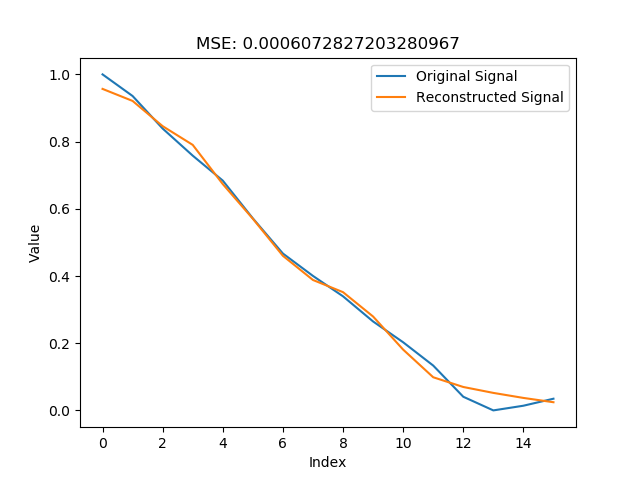 MSE: 0.0006072827203280967
Original Signal
Reconstructed Signal
1.0
0.8
0.6
0.4
0.2
0.0
Value
0 2 4 6 8 10 12 14
Index